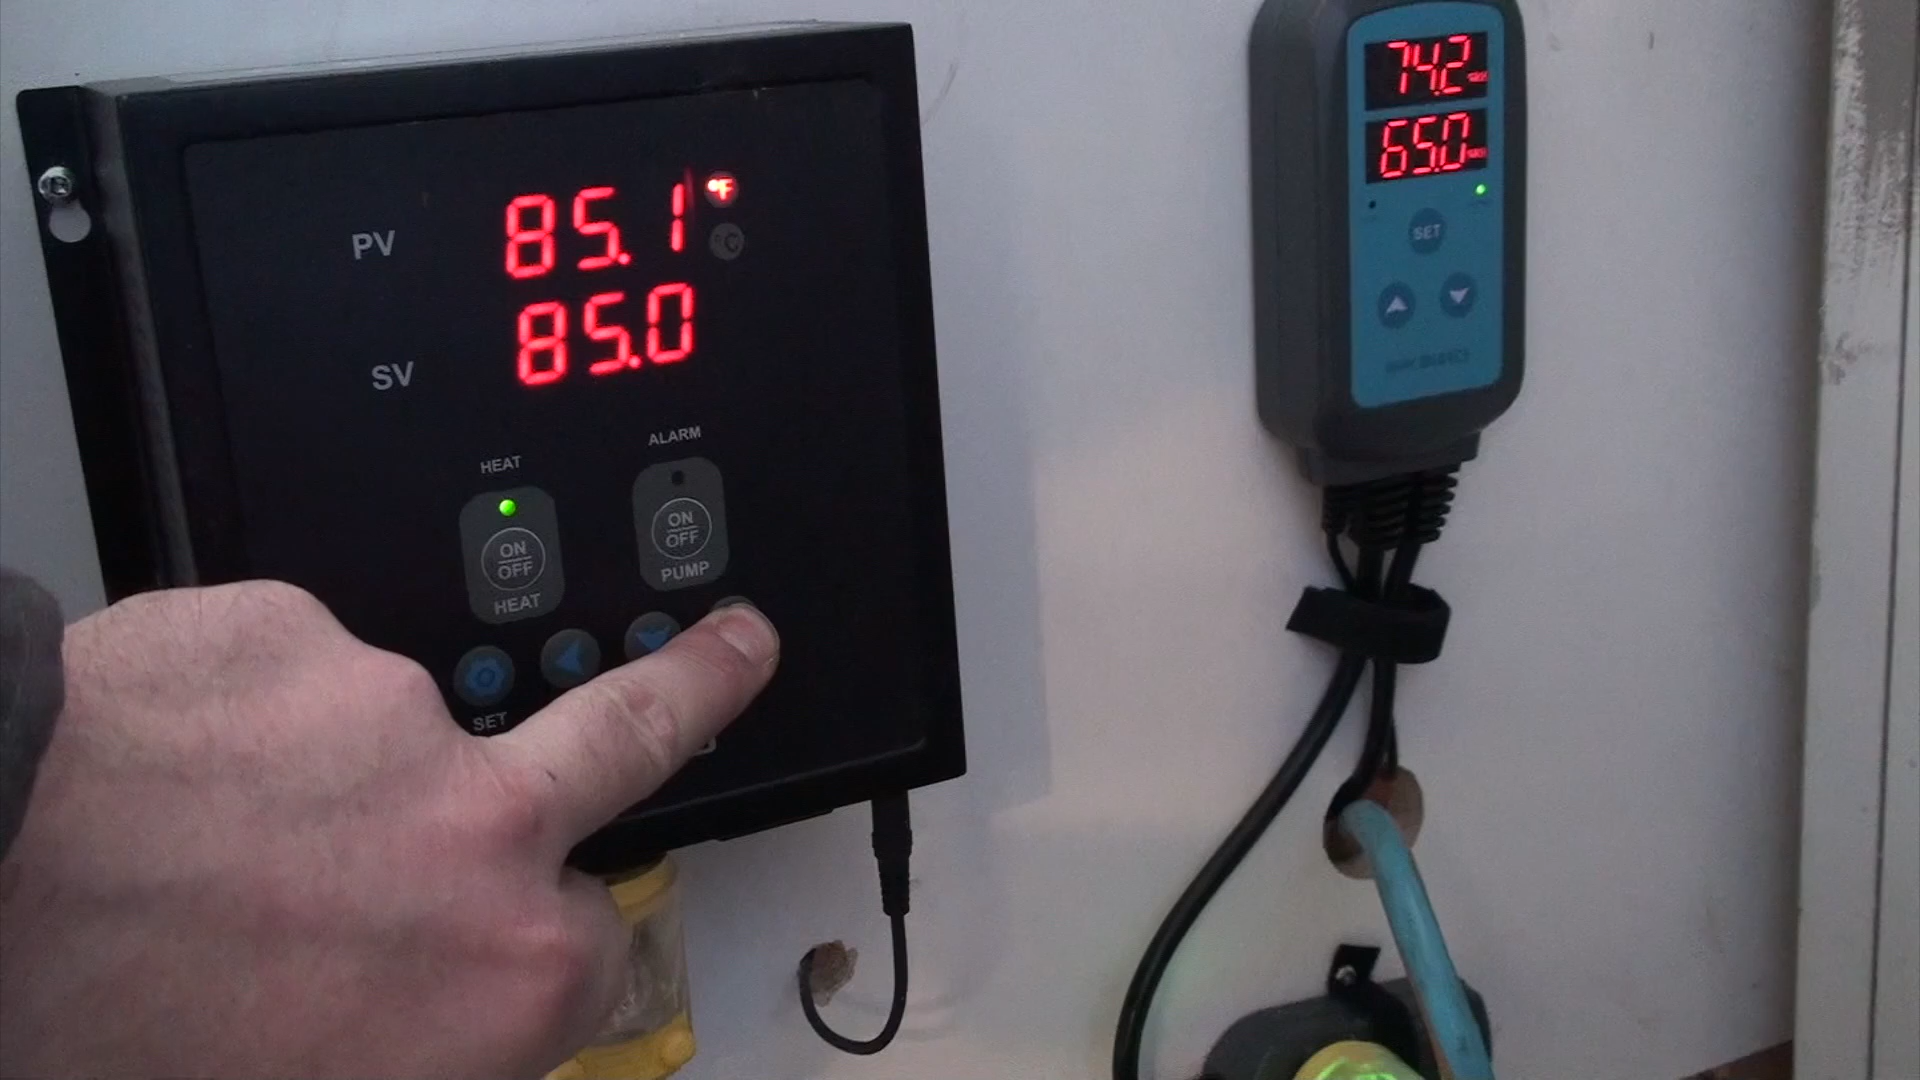 PV 85.1 °F
°C
SV 85.0
HEAT
ALARM
ON
OFF
HEAT
ON
OFF
PUMP
SET
74.2
65.0
SET